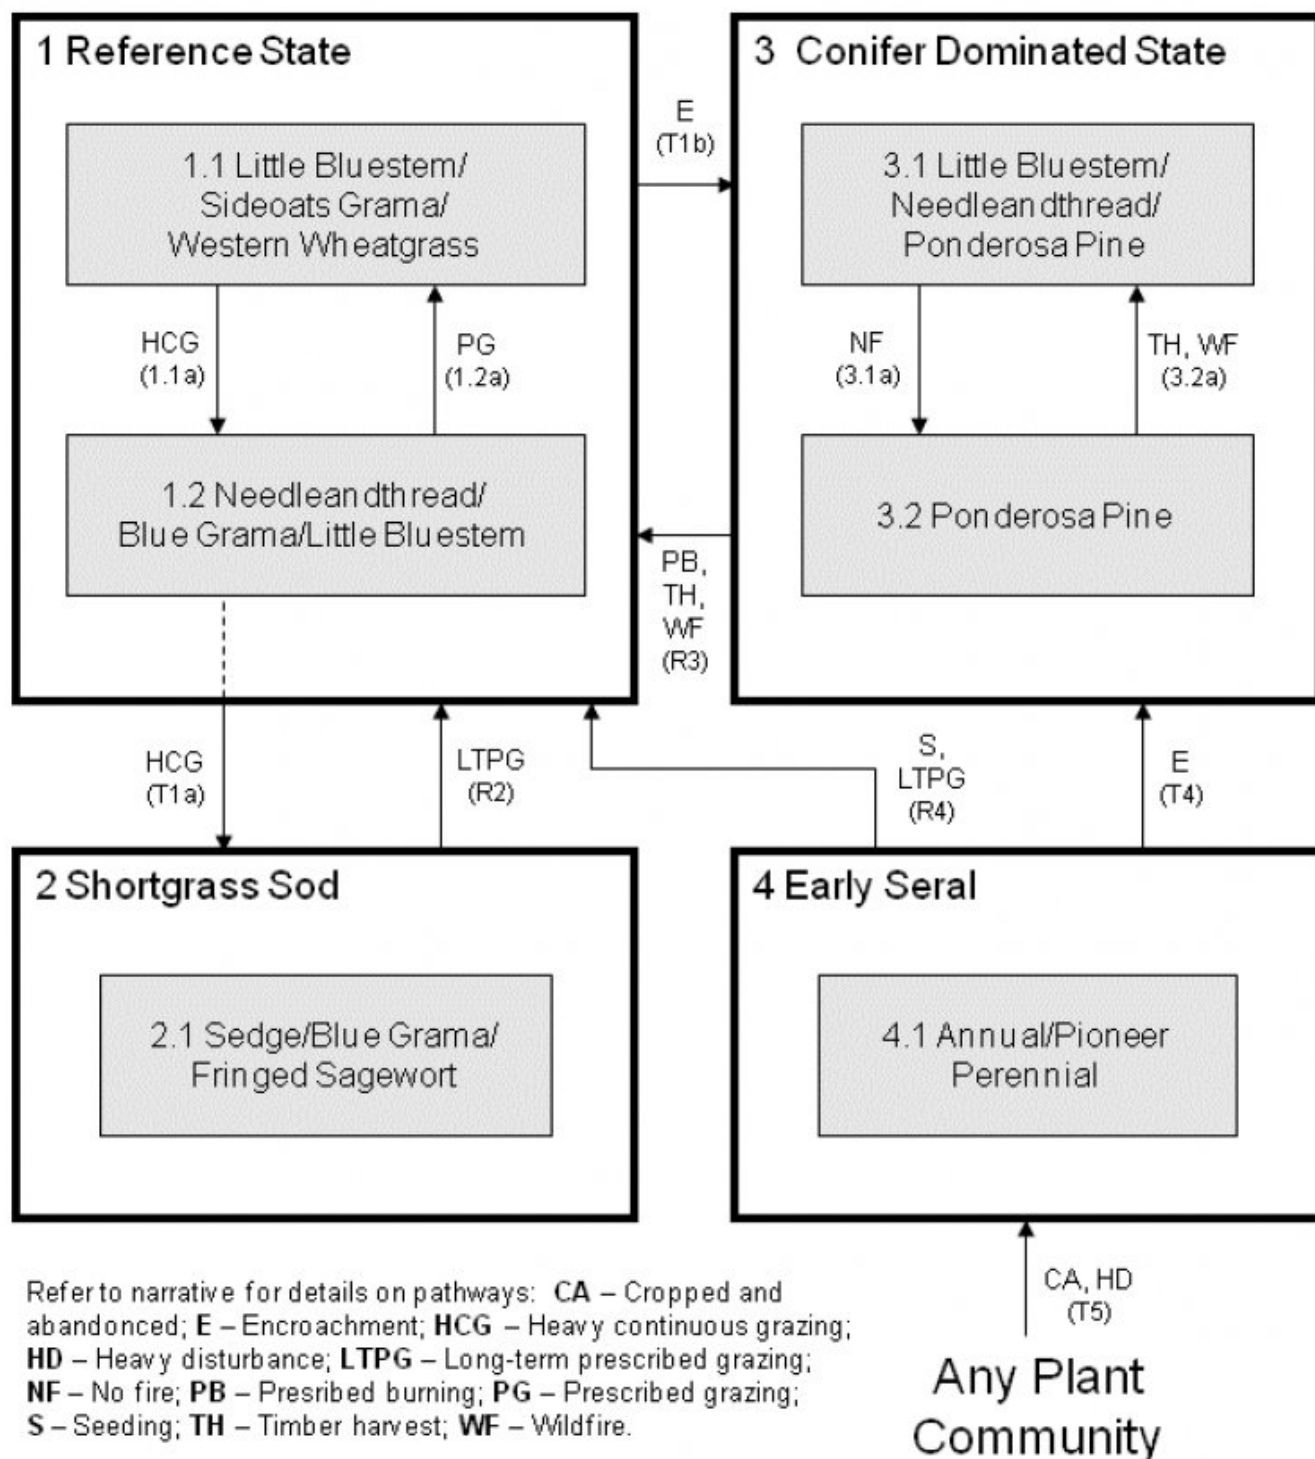 1 Reference State
1.1 Little Bluestem/
Sideoats Grama/
Western Wheatgrass
HCG
(1.1a)
PG
(1.2a)
1.2 Needleandthread/
Blue Grama/Little Bluestem
E
(T1b)
3 Conifer Dominated State
3.1 Little Bluestem/
Needleandthread/
Ponderosa Pine
NF
(3.1a)
TH, WF
(3.2a)
3.2 Ponderosa Pine
PB,
TH,
WF
(R3)
HCG
(T1a)
LTPG
(R2)
S,
LTPG
(R4)
E
(T4)
2 Shortgrass Sod
2.1 Sedge/Blue Grama/
Fringed Sagewort
4 Early Seral
4.1 Annual/Pioneer
Perennial
CA, HD
(T5)
Any Plant
Community
Refer to narrative for details on pathways: CA – Cropped and
abandonced; E – Encroachment; HCG – Heavy continuous grazing;
HD – Heavy disturbance; LTPG – Long-term prescribed grazing;
NF – No fire; PB – Presribed burning; PG – Prescribed grazing;
S – Seeding; TH – Timber harvest; WF – Wildfire.